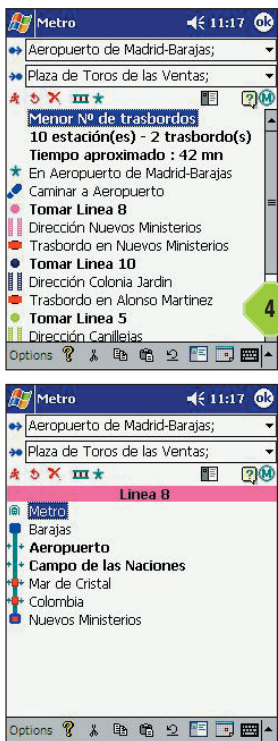 Metro 11:17 ok
Aeropuerto de Madrid-Barajas;
Plaza de Toros de las Ventas;
Menor Nº de trasbordos
10 estación(es) - 2 trasbordo(s)
Tiempo aproximado : 42 mn
En Aeropuerto de Madrid-Barajas
Caminar a Aeropuerto
Tomar Linea 8
Dirección Nuevos Ministerios
Trasbordo en Nuevos Ministerios
Tomar Linea 10
Dirección Colonia Jardin
Trasbordo en Alonso Martinez
4
Tomar Linea 5
Dirección Canillejas
Options
Metro 11:17 ok
Aeropuerto de Madrid-Barajas;
Plaza de Toros de las Ventas;
Linea 8
Metro
Barajas
Aeropuerto
Campo de las Naciones
Mar de Cristal
Colombia
Nuevos Ministerios
Options